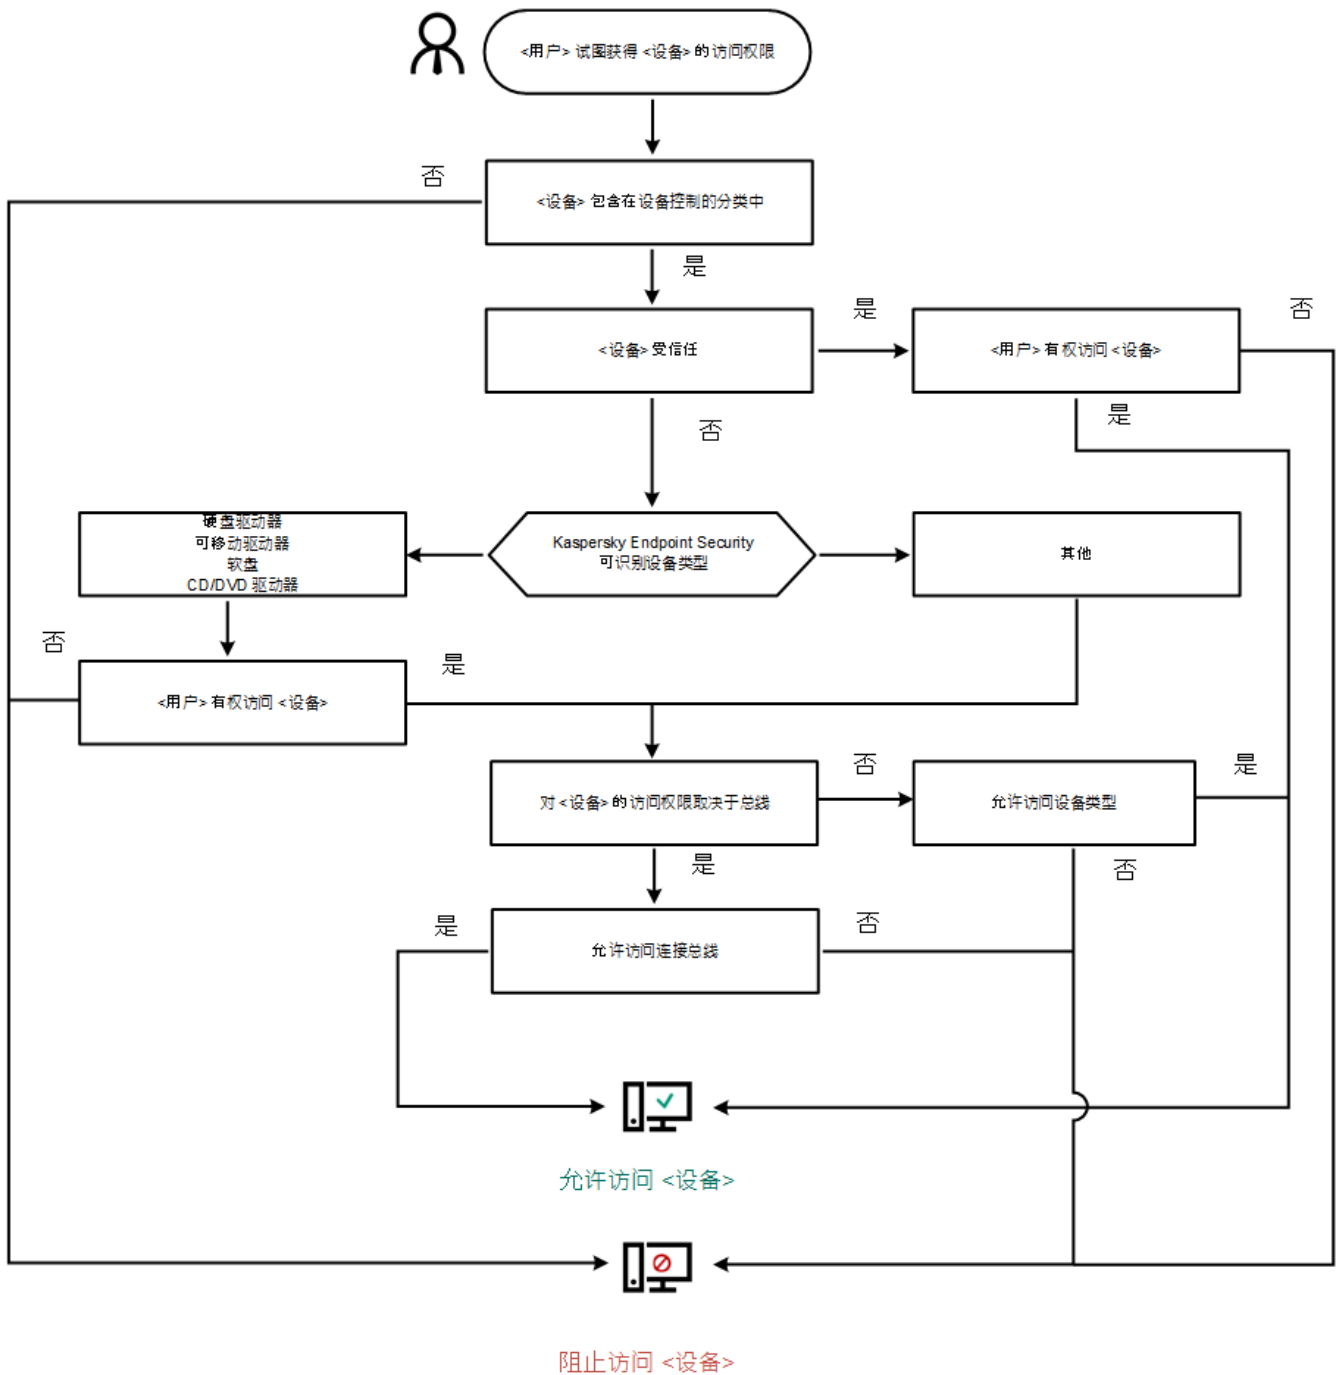 <用户> 试图获得 <设备> 的访问权限
否
<设备> 包含在设备控制的分类中
是
是
否
<设备> 受信任
<用户> 有权访问 <设备>
否
是
硬盘驱动器
可移动驱动器
软盘
CD/DVD 驱动器
Kaspersky Endpoint Security
可识别设备类型
其他
否
是
<用户> 有权访问 <设备>
否
是
对 <设备> 的访问权限取决于总线
允许访问设备类型
是
否
是
否
允许访问连接总线
允许访问 <设备>
阻止访问 <设备>